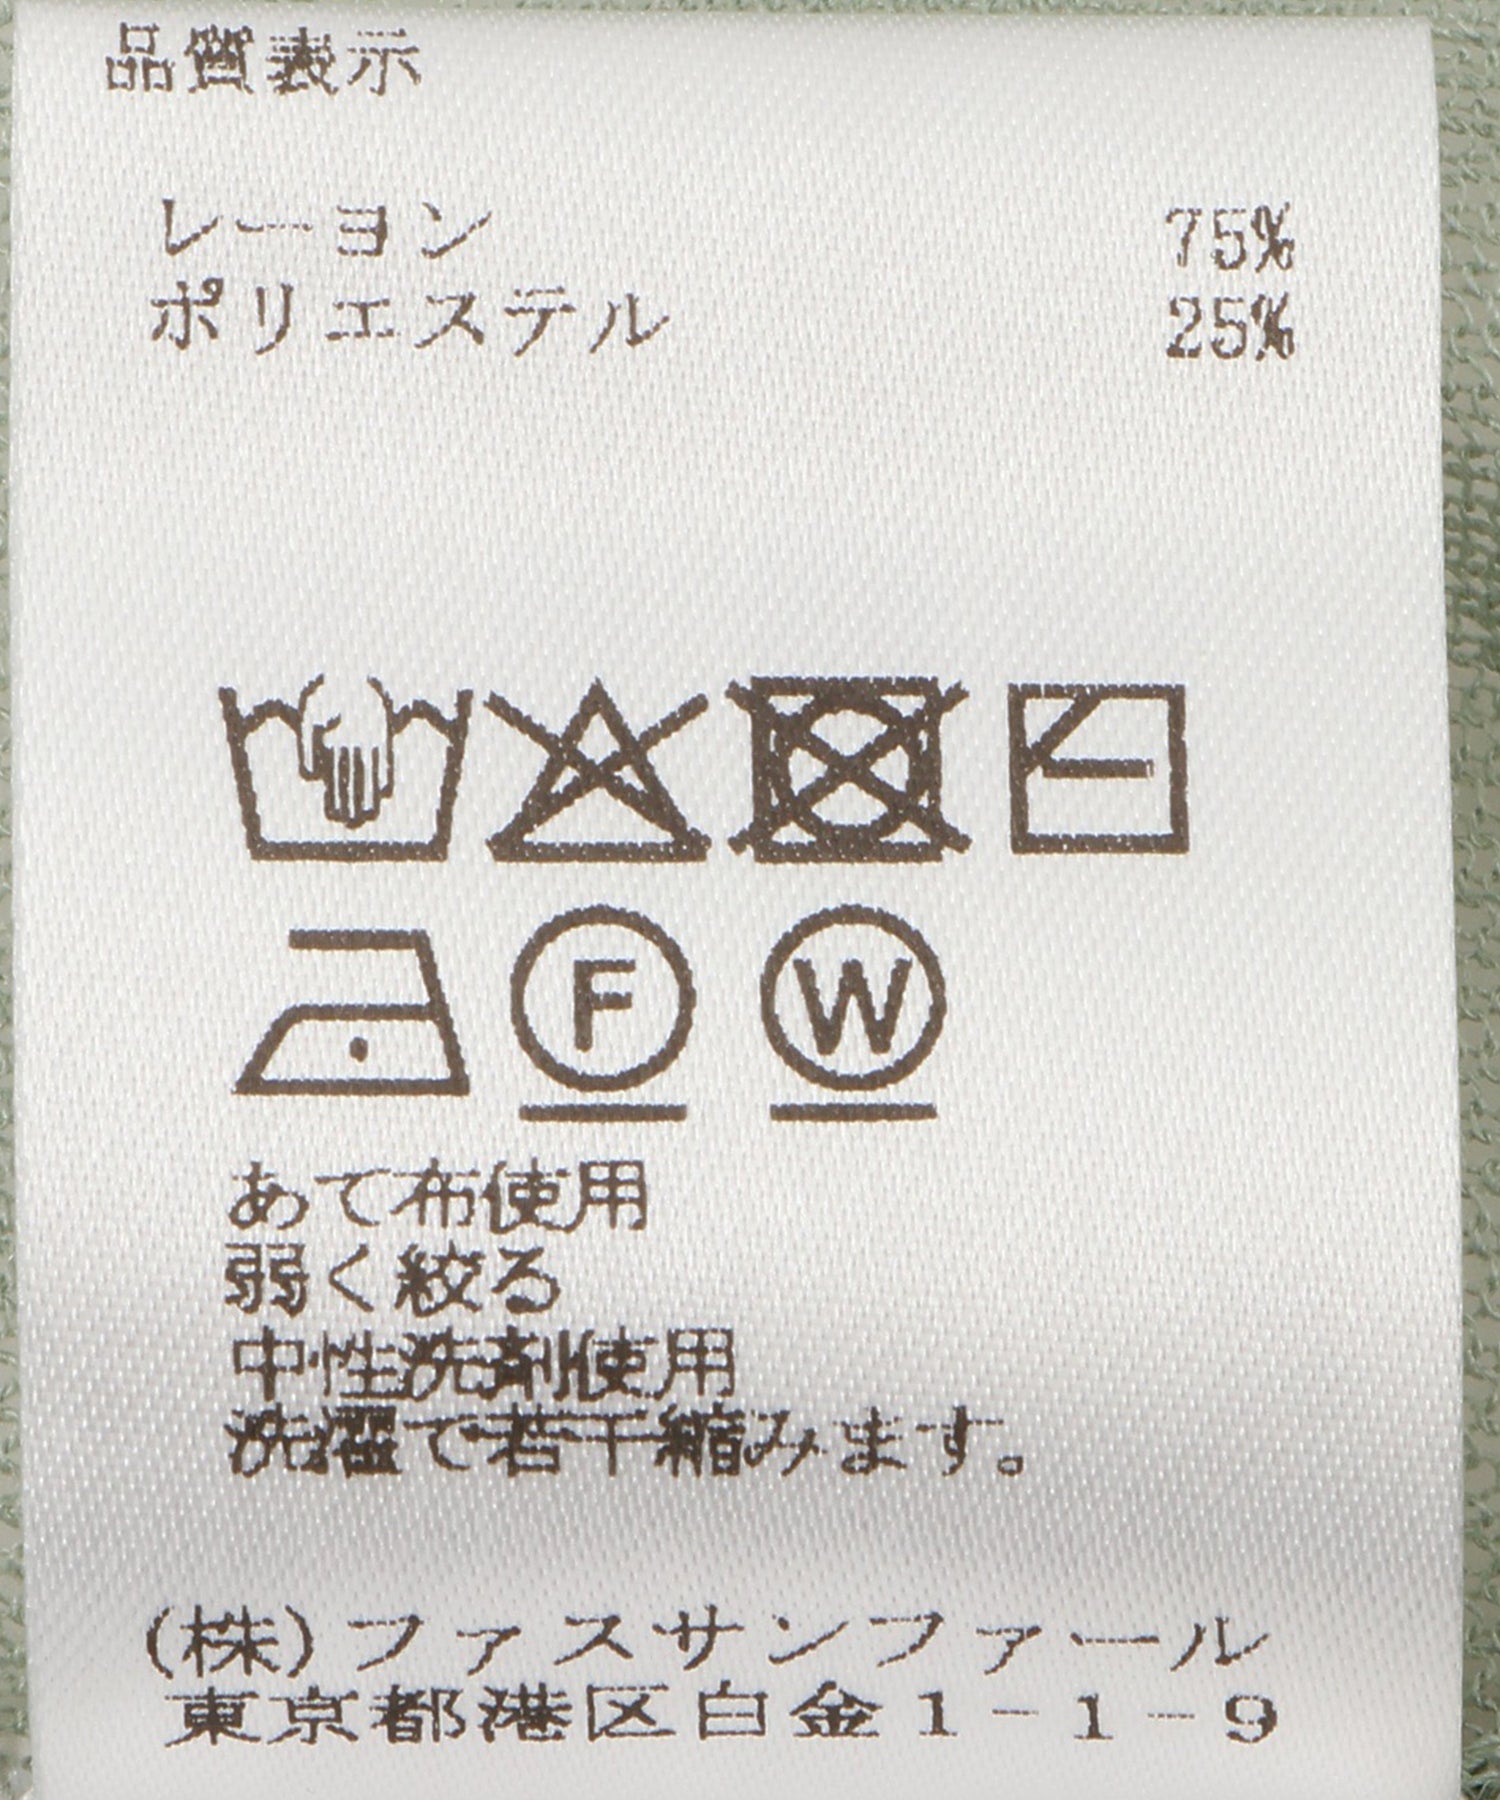 品質表示
レーヨン 75%
ポリエステル 25%
F W
あて布使用
弱く絞る
中性洗剤使用
洗濯で若干縮みます。
(株)ファスサンファール
東京都港区白金1-1-9